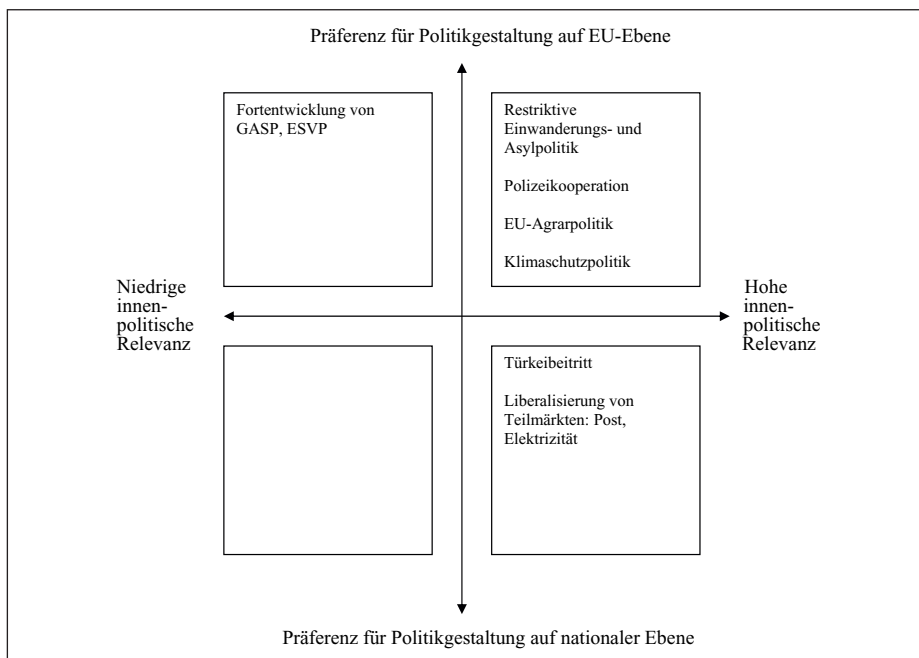 Präferenz für Politikgestaltung auf EU-Ebene
Fortentwicklung von
GASP, ESVP
Restriktive
Einwanderungs- und
Asylpolitik
Polizeikooperation
EU-Agrarpolitik
Klimaschutzpolitik
Niedrige
innen-
politische
Relevanz
Hohe
innen-
politische
Relevanz
Türkeibeitritt
Liberalisierung von
Teilmärkten: Post,
Elektrizität
Präferenz für Politikgestaltung auf nationaler Ebene